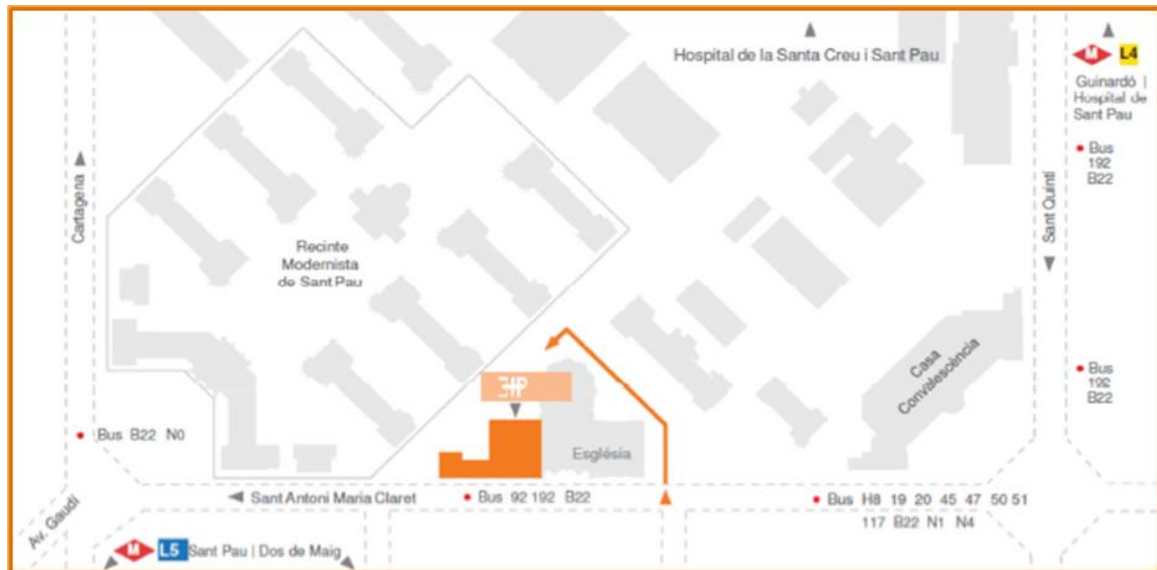 Hospital de la Santa Creu i Sant Pau
M L4
Guinardó |
Hospital de
Sant Pau
Bus
192
B22
Cartagena
Sant Quintí
Recinte
Modernista
de Sant Pau
Casa
Convalescència
Bus
192
B22
Bus B22 N0
Església
Sant Antoni Maria Claret
Bus 92 192 B22
Bus H8 19 20 45 47 50 51
117 B22 N1 N4
Av. Gaudí
M L5 Sant Pau | Dos de Maig